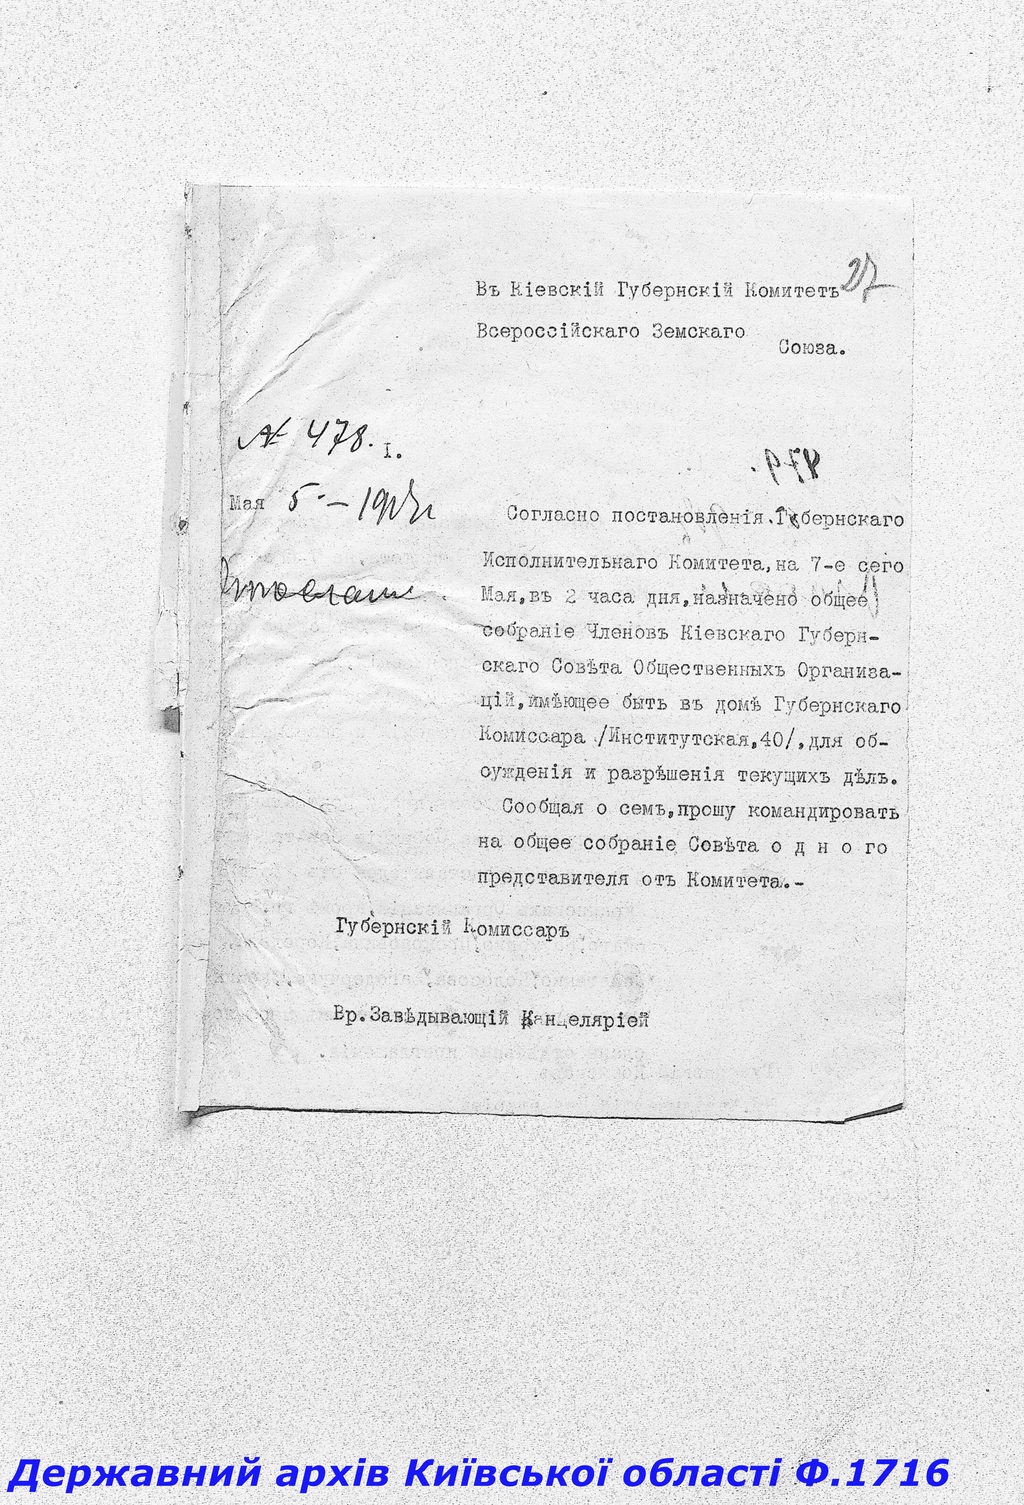 27
Въ Кіевскій Губернскій Комитетъ
Всероссійскаго Земскаго
Союза.
№ 478.
I.
479.
Мая 5 - 1917 г
Согласно постановленія Губернскаго
Исполнительнаго Комитета, на 7-е сего
Мая, въ 2 часа дня, назначено общее
собраніе Членовъ Кіевскаго Губерн-
скаго Совѣта Общественныхъ Организа-
цій, имѣющее быть въ домѣ Губернскаго
Комиссара /Институтская, 40/, для об-
сужденія и разрѣшенія текущихъ дѣлъ.
Сообщая о семъ, прошу командировать
на общее собраніе Совѣта о д н о г о
представителя отъ Комитета.-
Губернскій Комиссаръ
Вр. Завѣдывающій Канцеляріей
Державний архів Київської області Ф.1716